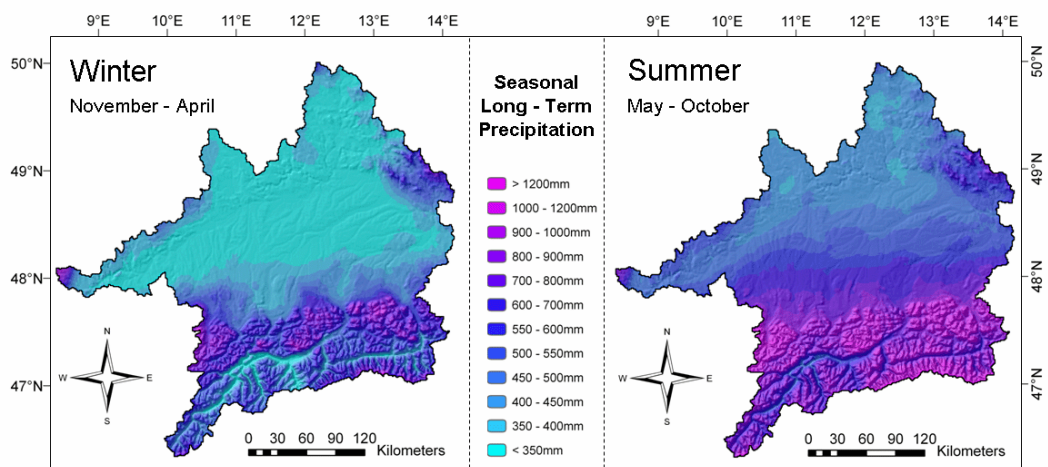 9°E 10°E 11°E 12°E 13°E 14°E
9°E 10°E 11°E 12°E 13°E 14°E
50°N
49°N
48°N
47°N
Winter
November - April
N
W E
S
0 30 60 90 120
Kilometers
Seasonal
Long - Term
Precipitation
> 1200mm
1000 - 1200mm
900 - 1000mm
800 - 900mm
700 - 800mm
600 - 700mm
550 - 600mm
500 - 550mm
450 - 500mm
400 - 450mm
350 - 400mm
< 350mm
Summer
May - October
N
W E
S
0 30 60 90 120
Kilometers
50°N
49°N
48°N
47°N